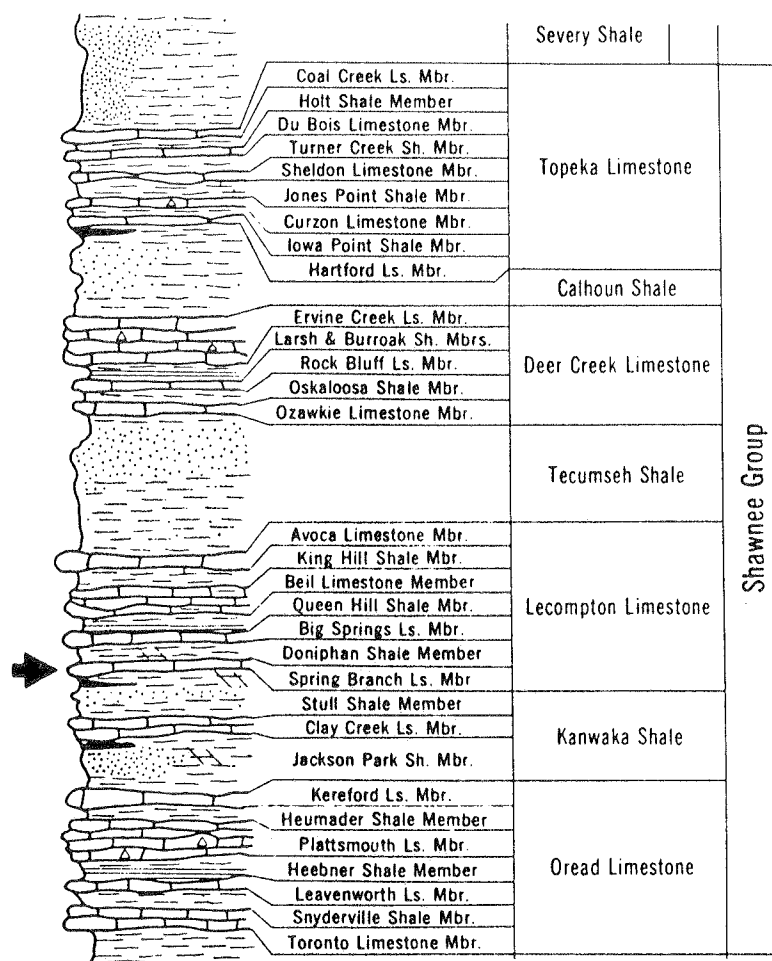 Severy Shale
Coal Creek Ls. Mbr.
Holt Shale Member
Du Bois Limestone Mbr.
Turner Creek Sh. Mbr.
Sheldon Limestone Mbr.
Jones Point Shale Mbr.
Curzon Limestone Mbr.
Iowa Point Shale Mbr.
Hartford Ls. Mbr.
Topeka Limestone
Calhoun Shale
Ervine Creek Ls. Mbr.
Larsh & Burroak Sh. Mbrs.
Rock Bluff Ls. Mbr.
Oskaloosa Shale Mbr.
Ozawkie Limestone Mbr.
Deer Creek Limestone
Tecumseh Shale
Avoca Limestone Mbr.
King Hill Shale Mbr.
Beil Limestone Member
Queen Hill Shale Mbr.
Big Springs Ls. Mbr.
Doniphan Shale Member
Spring Branch Ls. Mbr
Lecompton Limestone
Stull Shale Member
Clay Creek Ls. Mbr.
Jackson Park Sh. Mbr.
Kanwaka Shale
Kereford Ls. Mbr.
Heumader Shale Member
Plattsmouth Ls. Mbr.
Heebner Shale Member
Leavenworth Ls. Mbr.
Snyderville Shale Mbr.
Toronto Limestone Mbr.
Oread Limestone
Shawnee Group